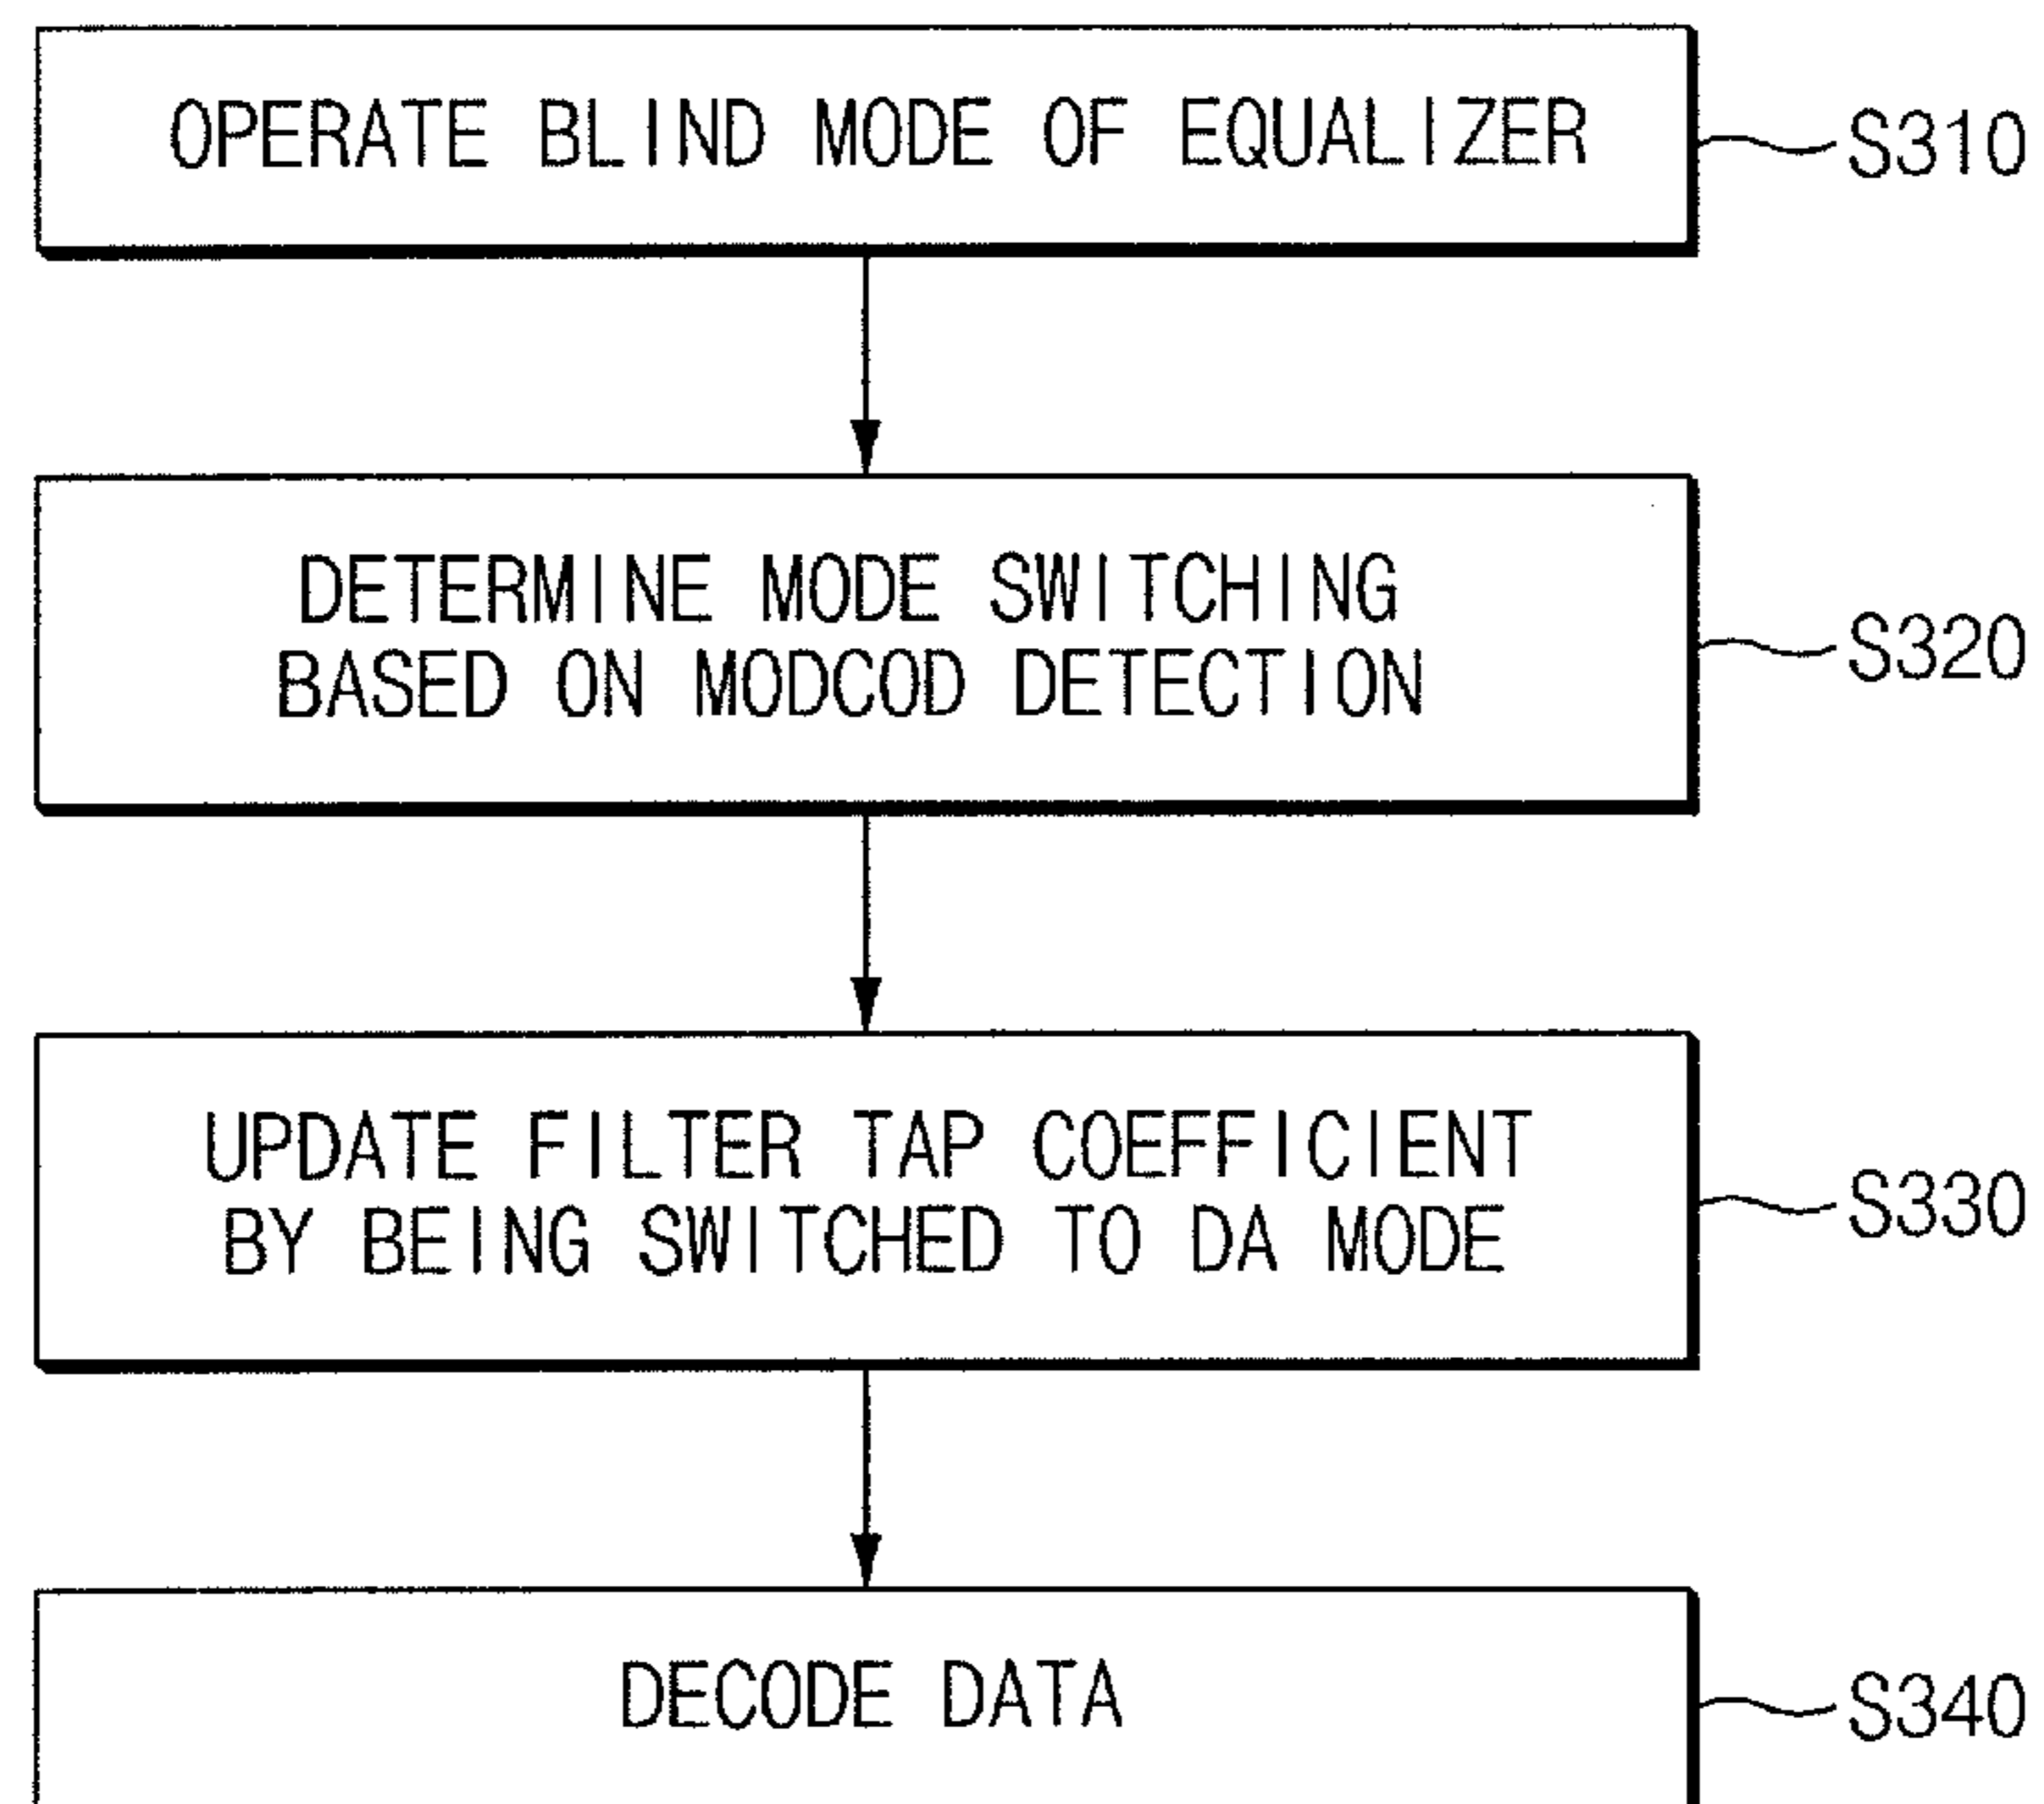 OPERATE BLIND MODE OF EQUALIZER
S310
DETERMINE MODE SWITCHING
BASED ON MODCOD DETECTION
S320
UPDATE FILTER TAP COEFFICIENT
BY BEING SWITCHED TO DA MODE
S330
DECODE DATA
S340